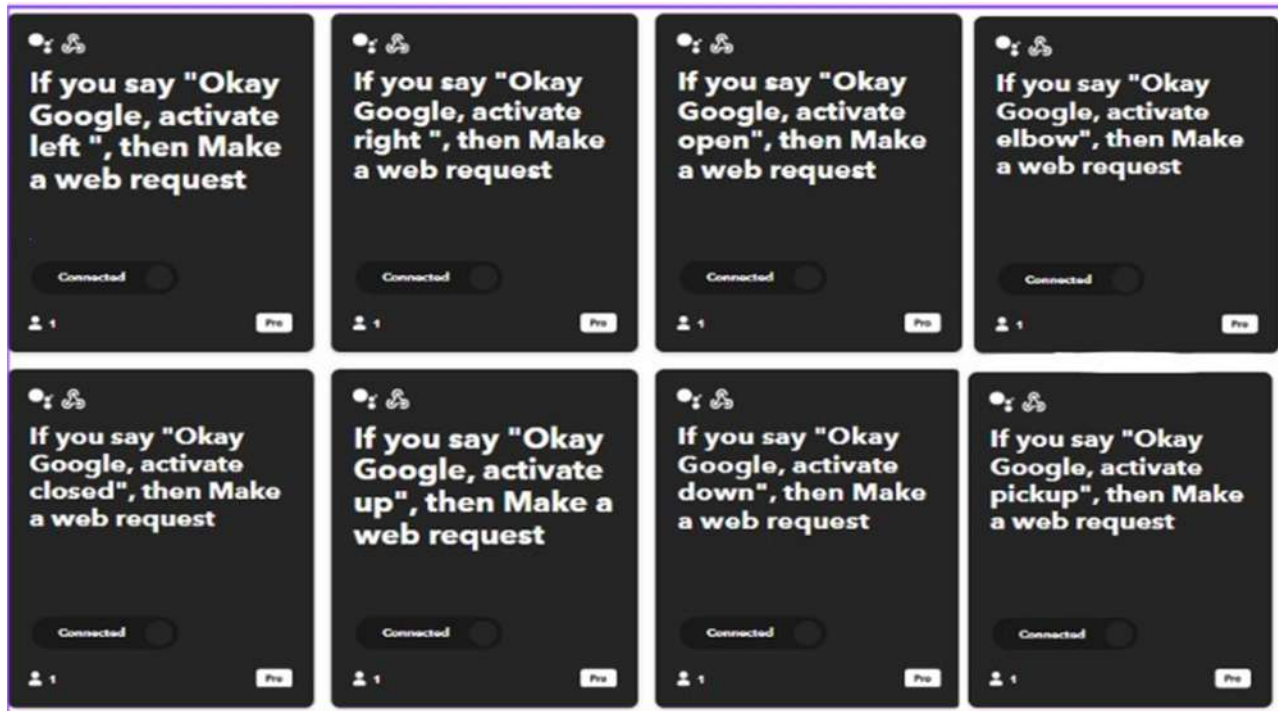 If you say "Okay
Google, activate
left ", then Make
a web request
Connected
1
Pro
If you say "Okay
Google, activate
right ", then Make
a web request
Connected
1
Pro
If you say "Okay
Google, activate
open", then Make
a web request
Connected
1
Pro
If you say "Okay
Google, activate
elbow", then Make
a web request
Connected
1
Pro
If you say "Okay
Google, activate
closed", then Make
a web request
Connected
1
Pro
If you say "Okay
Google, activate
up", then Make a
web request
Connected
1
Pro
If you say "Okay
Google, activate
down", then Make
a web request
Connected
1
Pro
If you say "Okay
Google, activate
pickup", then Make
a web request
Connected
1
Pro